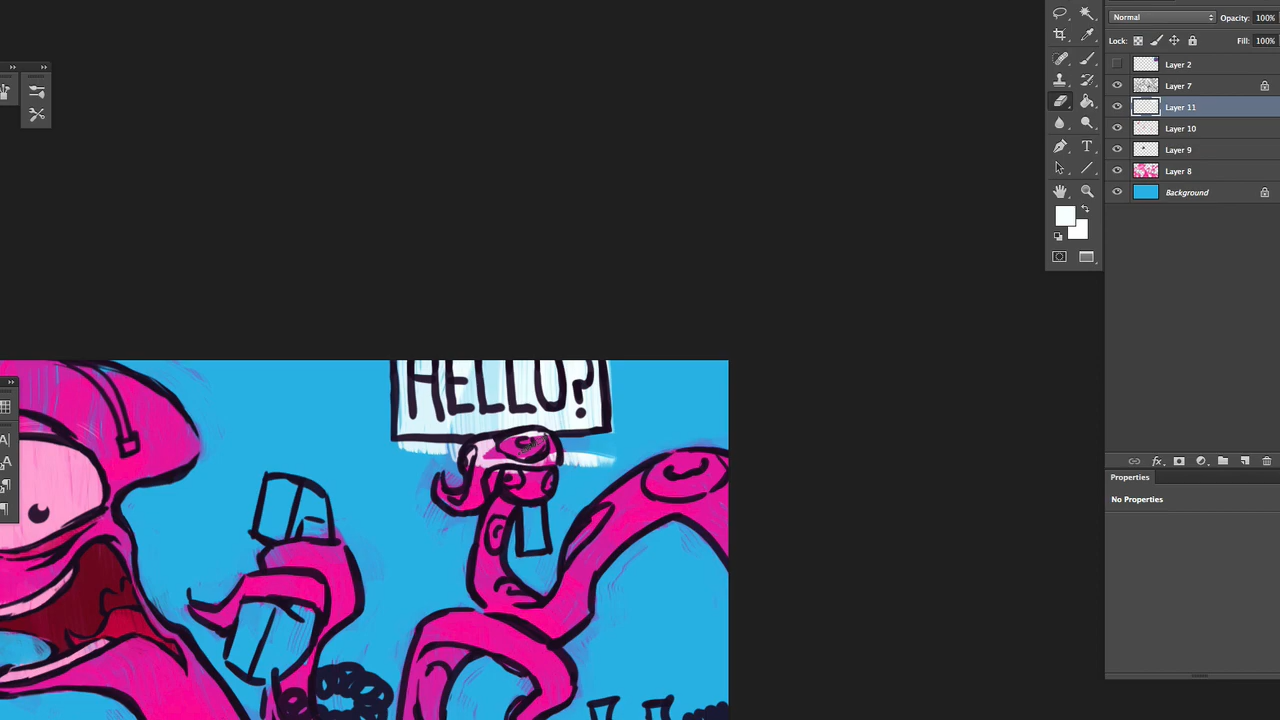 Normal Opacity: 100%
Lock: Fill: 100%
Layer 2
Layer 7
Layer 11
Layer 10
Layer 9
Layer 8
Background
T
fx
Properties
No Properties
A
A
HELLO?